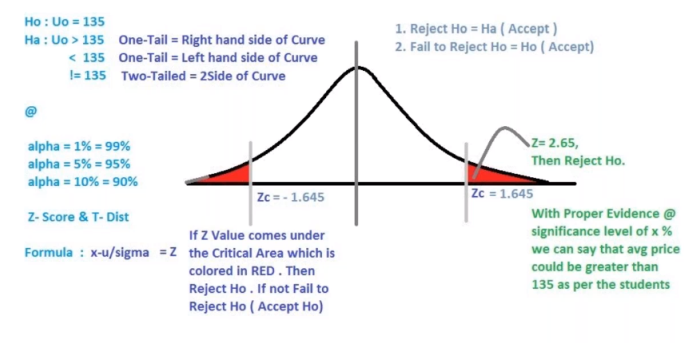 Ho : Uo = 135
Ha : Uo > 135 One-Tail = Right hand side of Curve
< 135 One-Tail = Left hand side of Curve
!= 135 Two-Tailed = 2Side of Curve
@
alpha = 1% = 99%
alpha = 5% = 95%
alpha = 10% = 90%
Z- Score & T- Dist
Formula : x-u/sigma = Z
1. Reject Ho = Ha ( Accept )
2. Fail to Reject Ho = Ho ( Accept)
Zc = - 1.645
Zc = 1.645
If Z Value comes under
the Critical Area which is
colored in RED . Then
Reject Ho . If not Fail to
Reject Ho ( Accept Ho)
Z= 2.65,
Then Reject Ho.
With Proper Evidence @
significance level of x %
we can say that avg price
could be greater than
135 as per the students